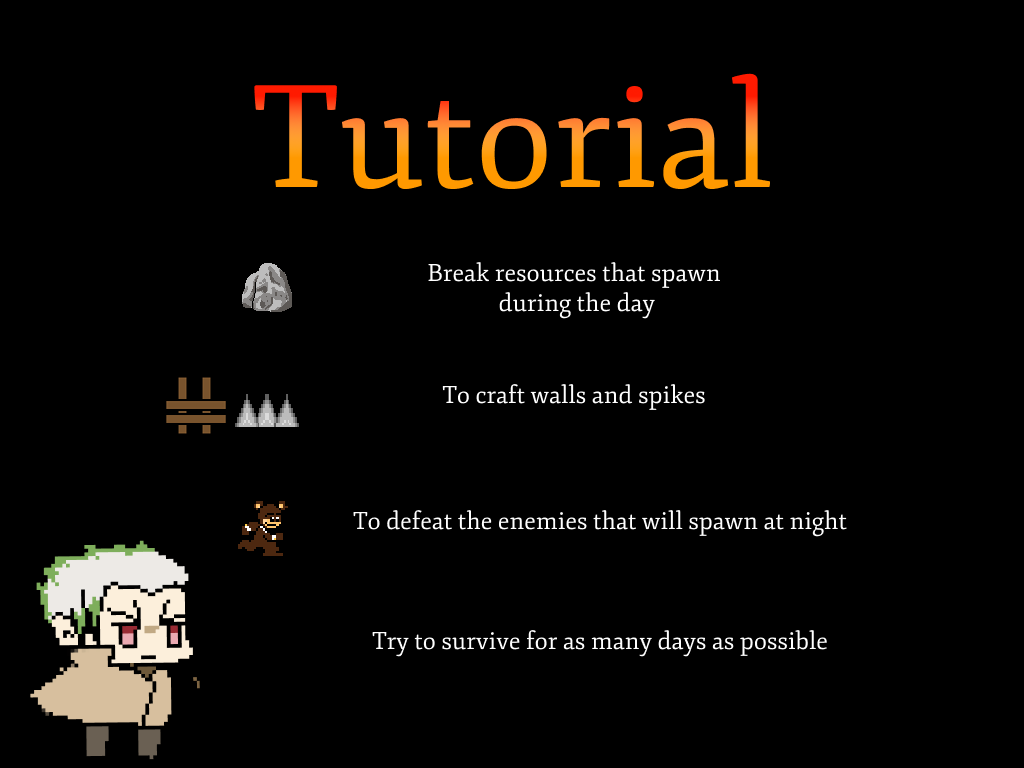 Tutorial
Break resources that spawn
during the day
To craft walls and spikes
To defeat the enemies that will spawn at night
Try to survive for as many days as possible